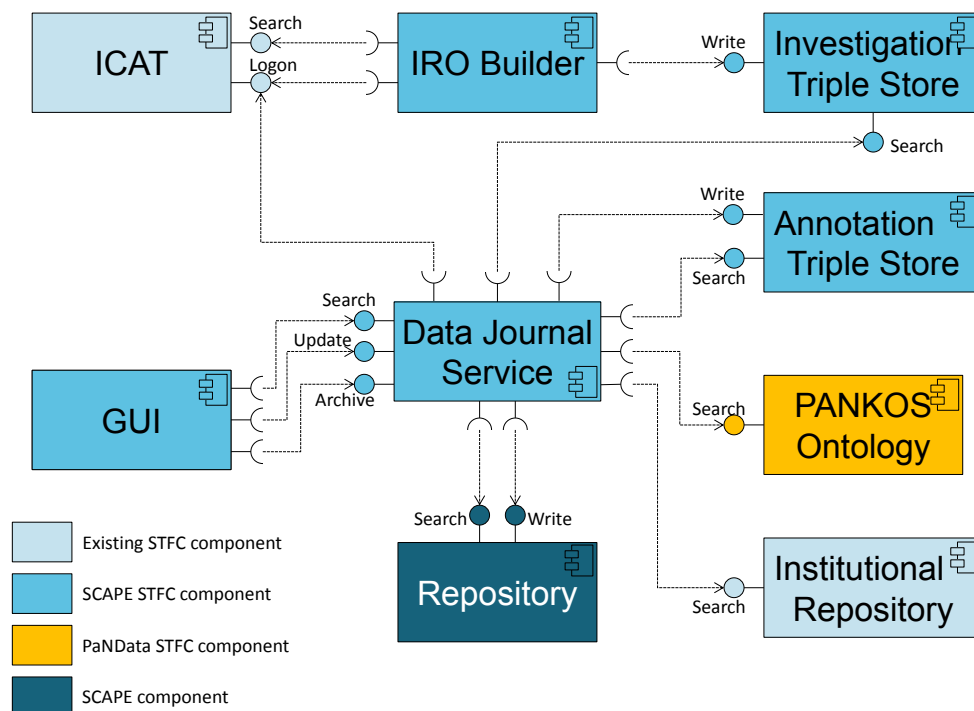 Search
ICAT
Logon
IRO Builder
Write
Investigation
Triple Store
Search
Write
Annotation
Triple Store
Search
Search
Update
Archive
Data Journal
Service
GUI
Search
PANKOS
Ontology
Search
Write
Repository
Search
Institutional
Repository
Existing STFC component
SCAPE STFC component
PaNData STFC component
SCAPE component